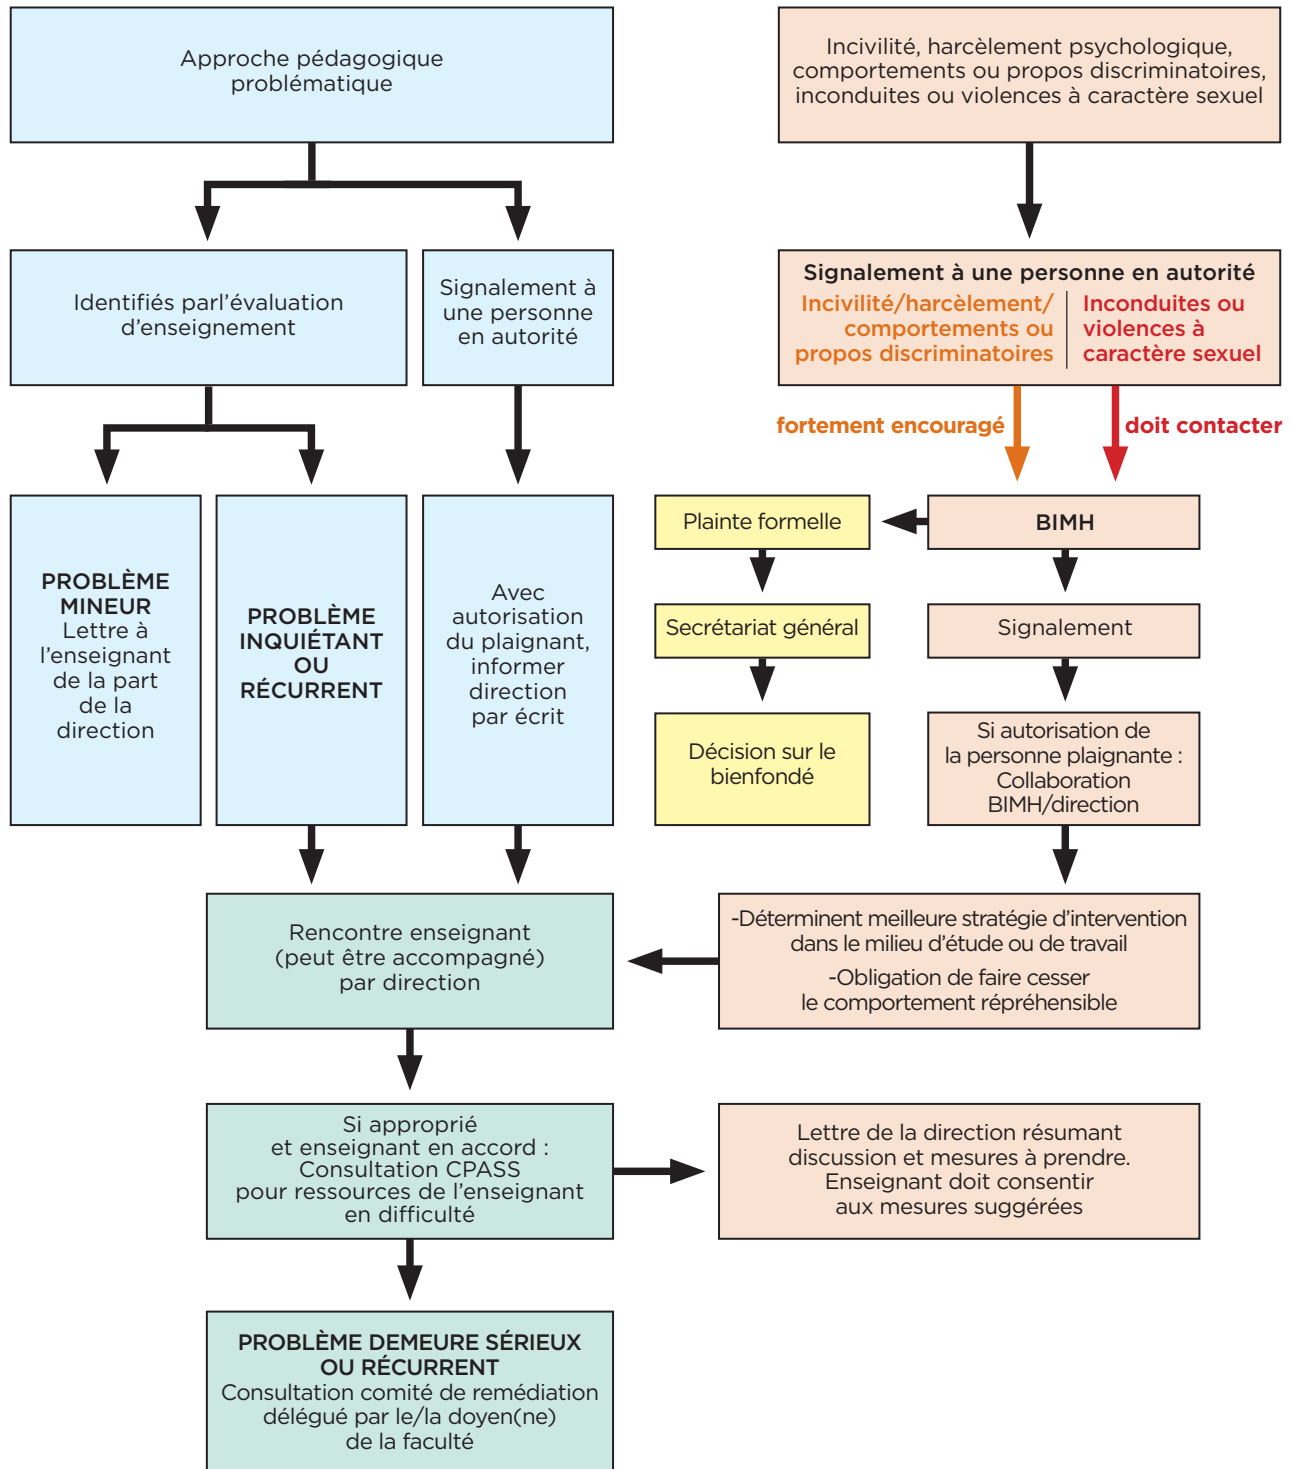 Approche pédagogique
problématique
Incivilité, harcèlement psychologique,
comportements ou propos discriminatoires,
inconduites ou violences à caractère sexuel
Identifiés parl'évaluation
d'enseignement
Signalement à
une personne
en autorité
Signalement à une personne en autorité
Incivilité/harcèlement/
comportements ou
propos discriminatoires
Inconduites ou
violences à
caractère sexuel
fortement encouragé
doit contacter
PROBLÈME
MINEUR
Lettre à
l'enseignant
de la part
de la
direction
PROBLÈME
INQUIÉTANT
OU
RÉCURRENT
Avec
autorisation
du plaignant,
informer
direction
par écrit
Plainte formelle
BIMH
Secrétariat général
Signalement
Décision sur le
bienfondé
Si autorisation de
la personne plaignante :
Collaboration
BIMH/direction
Rencontre enseignant
(peut être accompagné)
par direction
-Déterminent meilleure stratégie d'intervention
dans le milieu d'étude ou de travail
-Obligation de faire cesser
le comportement répréhensible
Si approprié
et enseignant en accord :
Consultation CPASS
pour ressources de l'enseignant
en difficulté
Lettre de la direction résumant
discussion et mesures à prendre.
Enseignant doit consentir
aux mesures suggérées
PROBLÈME DEMEURE SÉRIEUX
OU RÉCURRENT
Consultation comité de remédiation
délégué par le/la doyen(ne)
de la faculté